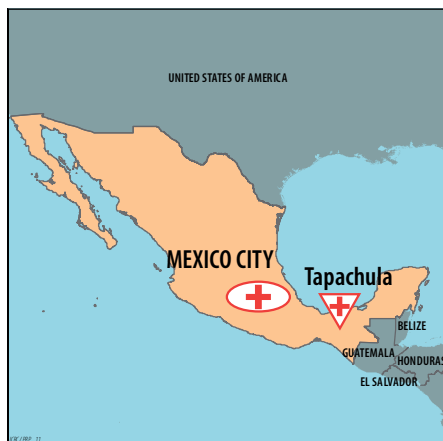 UNITED STATES OF AMERICA
MEXICO CITY
Tapachula
BELIZE
GUATEMALA
HONDURAS
EL SALVADOR